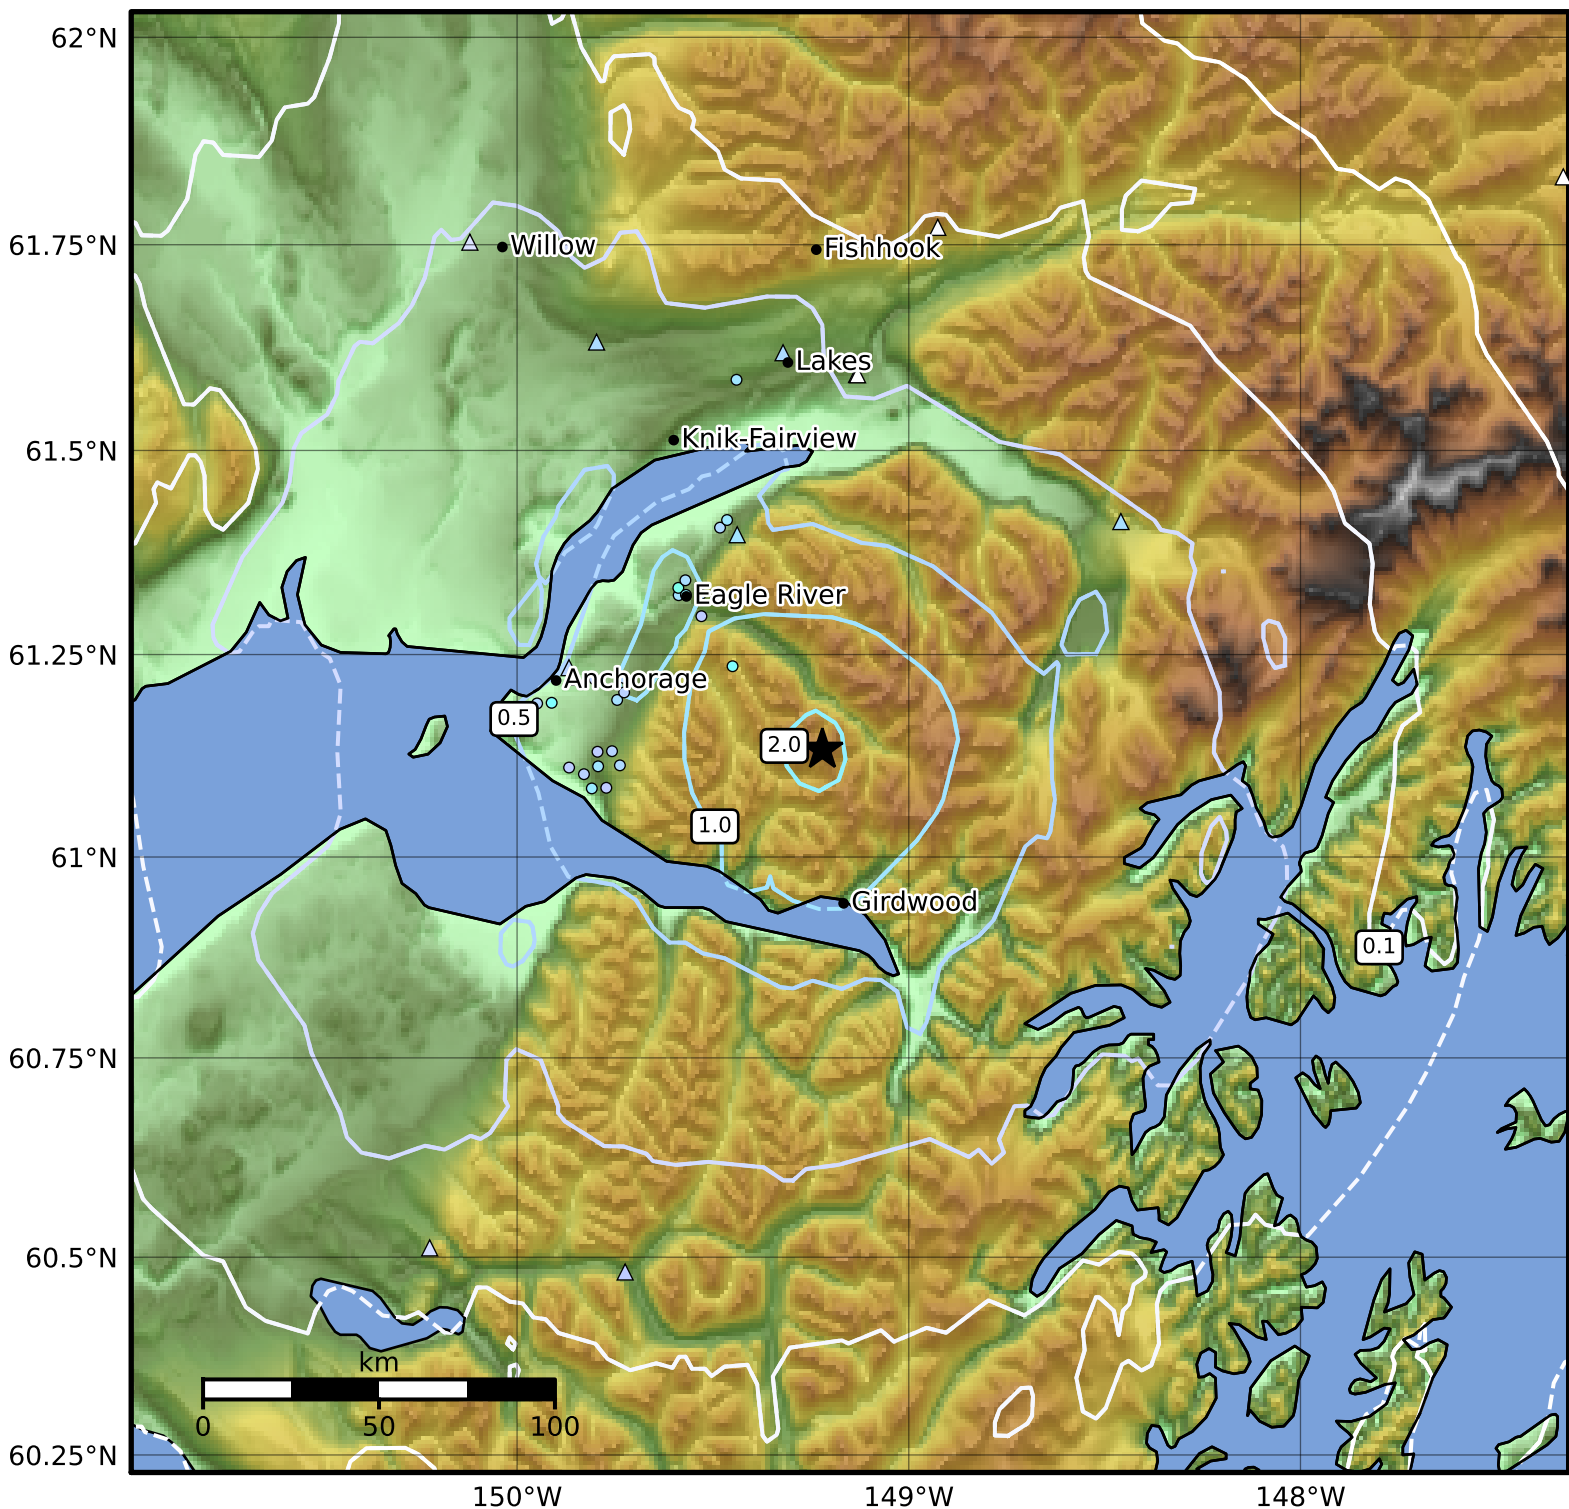 62°N
61.75°N
Willow
Fishhook
Lakes
61.5°N
Knik-Fairview
Eagle River
61.25°N
Anchorage
0.5
2.0
1.0
61°N
Girdwood
0.1
60.75°N
60.5°N
km
0 50 100
60.25°N
150°W 149°W 148°W